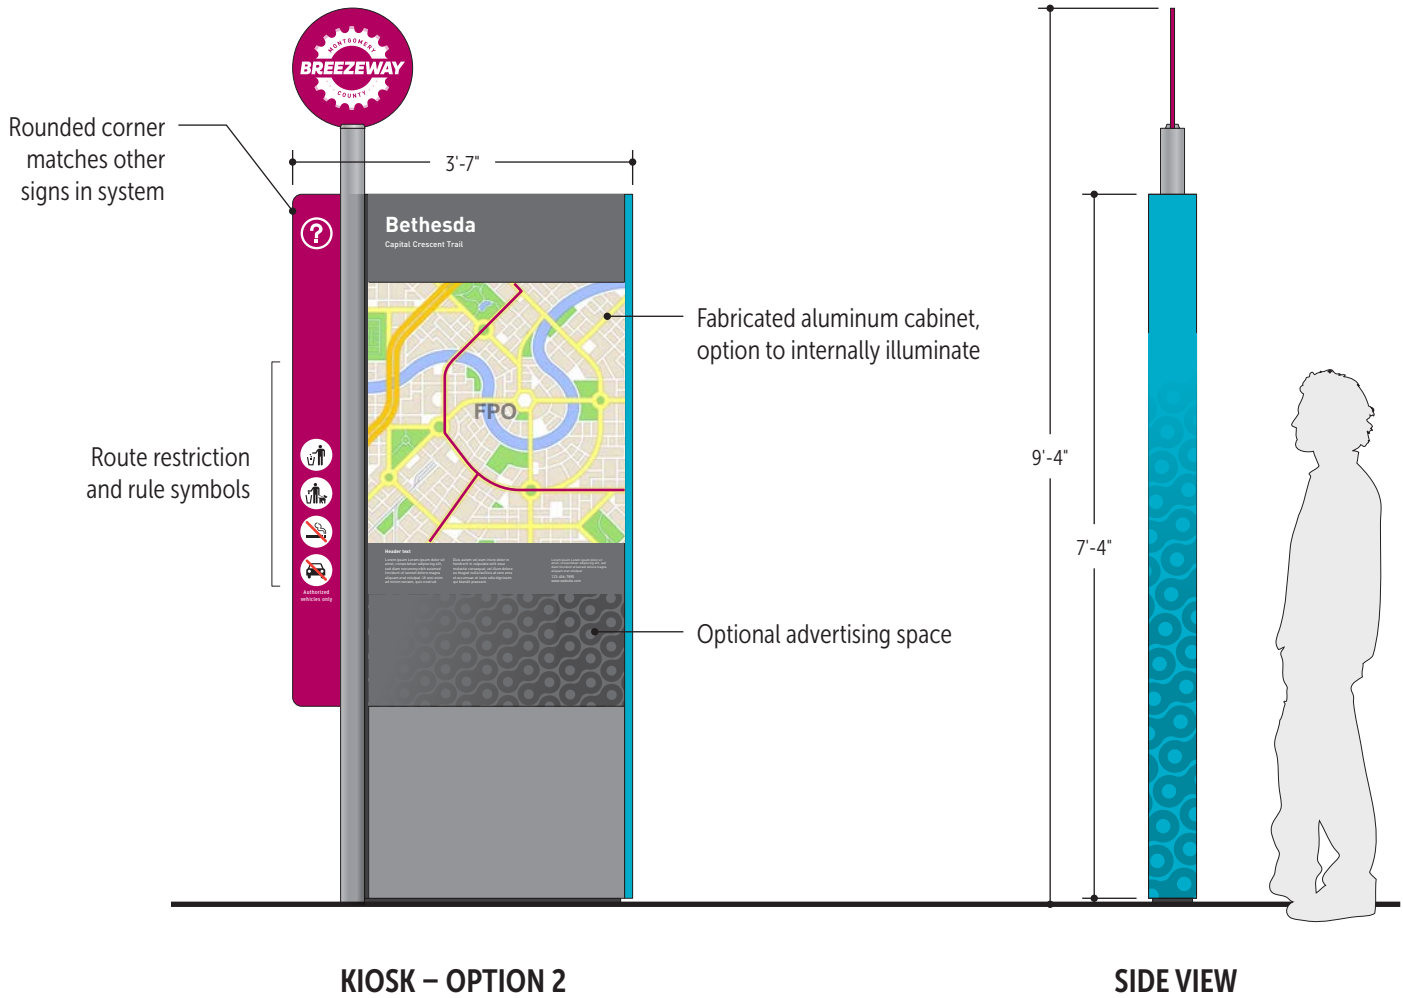 MONTGOMERY
BREEZEWAY
COUNTY
Rounded corner
matches other
signs in system
3'-7"
Bethesda
Capital Crescent Trail
Fabricated aluminum cabinet,
option to internally illuminate
FPO
Route restriction
and rule symbols
Header text
Authorized
vehicles only
Optional advertising space
9'-4"
7'-4"
KIOSK – OPTION 2
SIDE VIEW